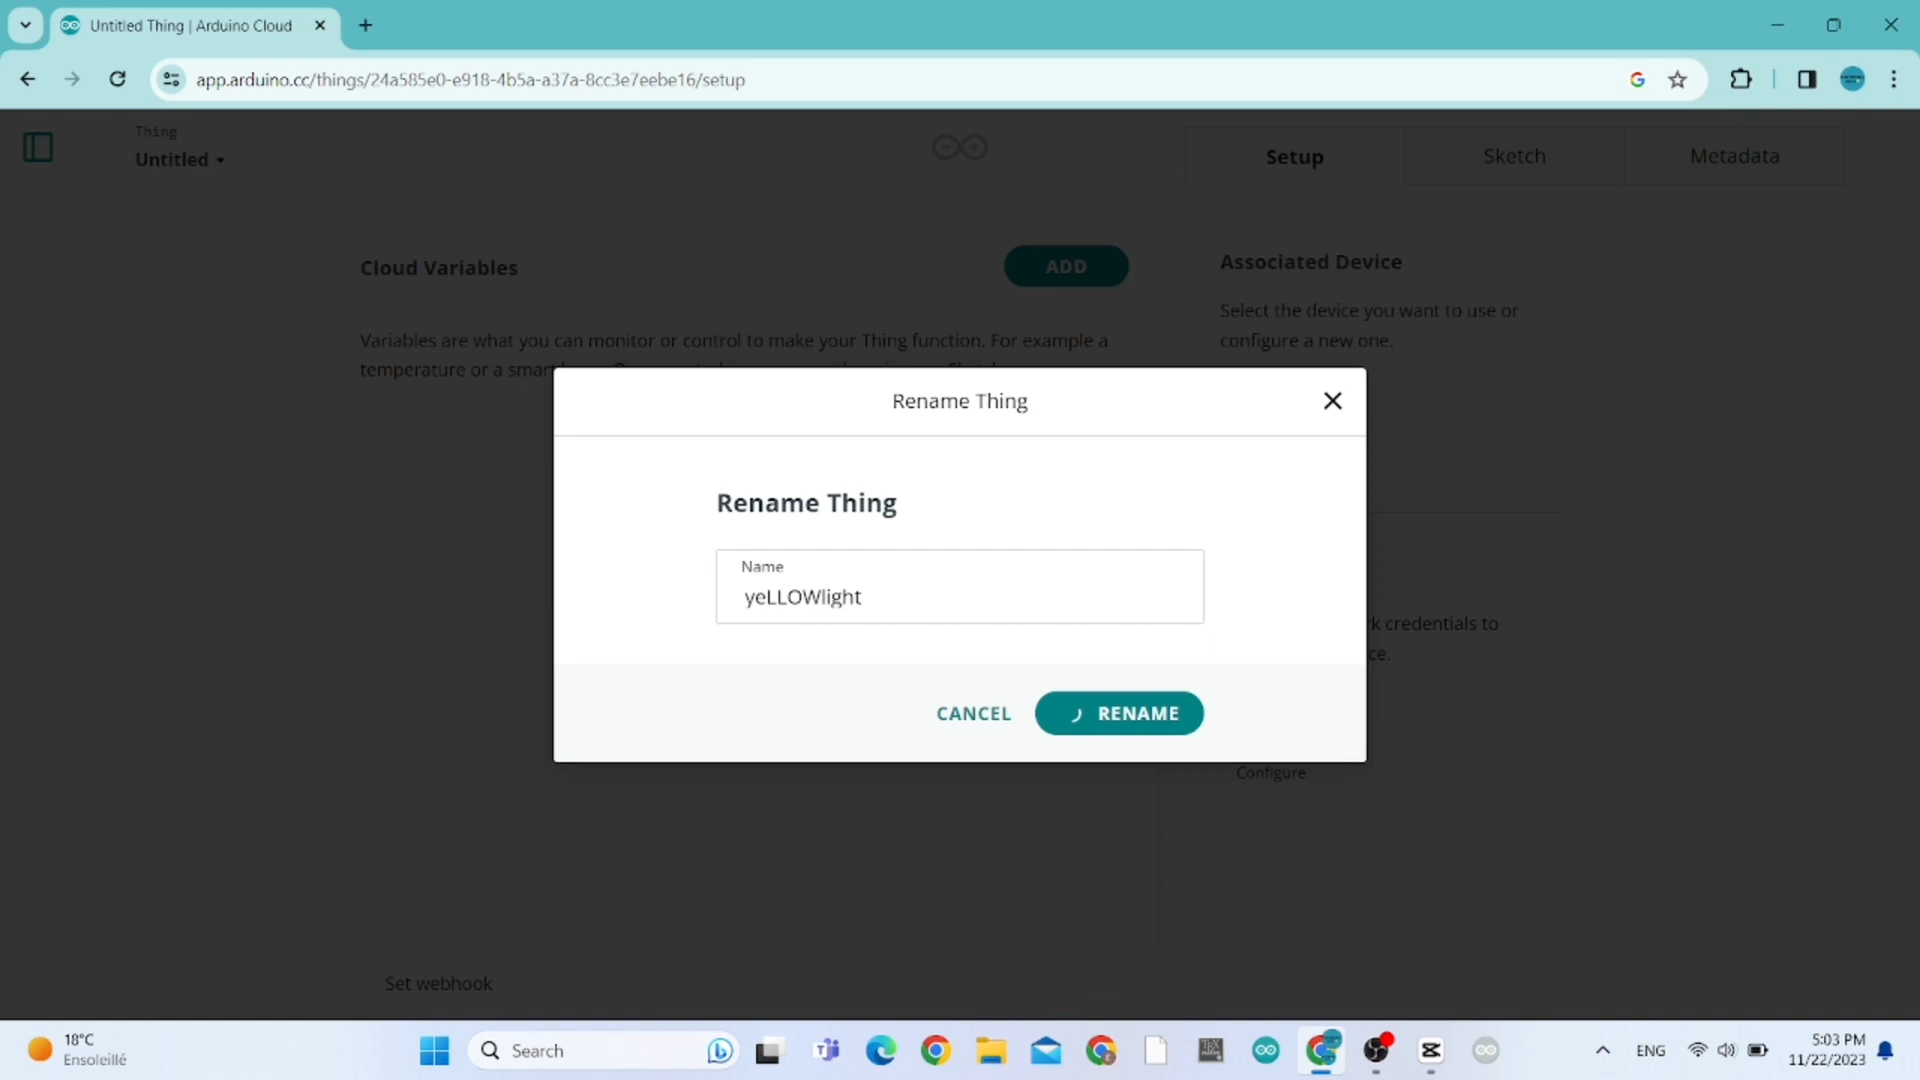 Untitled Thing | Arduino Cloud
app.arduino.cc/things/24a585e0-e918-4b5a-a37a-8cc3e7eebe16/setup
Thing
Untitled
Setup
Sketch
Metadata
Cloud Variables
ADD
Associated Device
Variables are what you can monitor or control to make your Thing function. For example a
temperature or a smart
Select the device you want to use or
configure a new one.
Rename Thing
Rename Thing
Name
yeLLOWlight
CANCEL
RENAME
k credentials to
ce.
Configure
Set webhook
18°C
Ensoleillé
Search
ENG
5:03 PM
11/22/2023